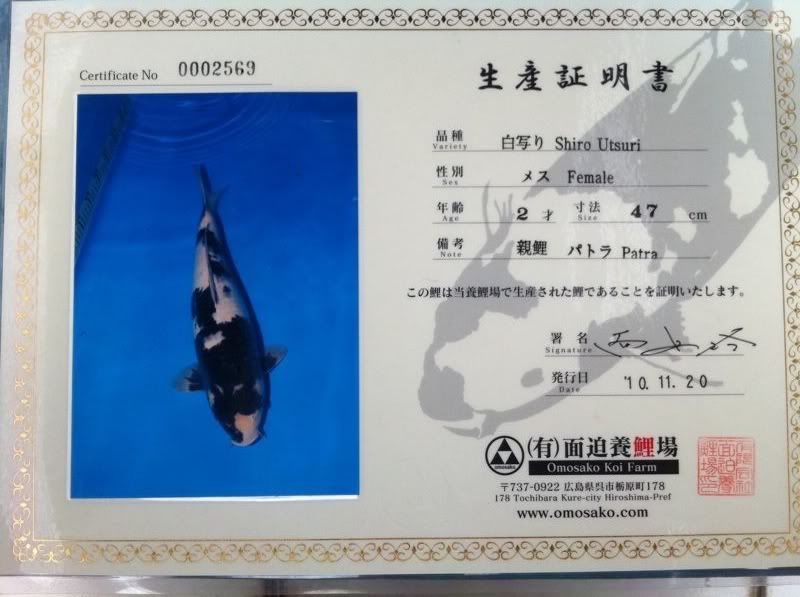 Certificate No 0002569
生産証明書
品種 白写り Shiro Utsuri
Variety
性別 メス Female
Sex
年齢 2 才 寸法 47 cm
Age Size
備考 親鯉 パトラ Patra
Note
この鯉は当養鯉場で生産された鯉であることを証明いたします。
署名
Signature
発行日 '10.11.20
Date
omosako
(有)面迫養鯉場
Omosako Koi Farm
〒737-0922 広島県呉市栃原町178
178 Tochibara Kure-city Hiroshima-Pref
www.omosako.com